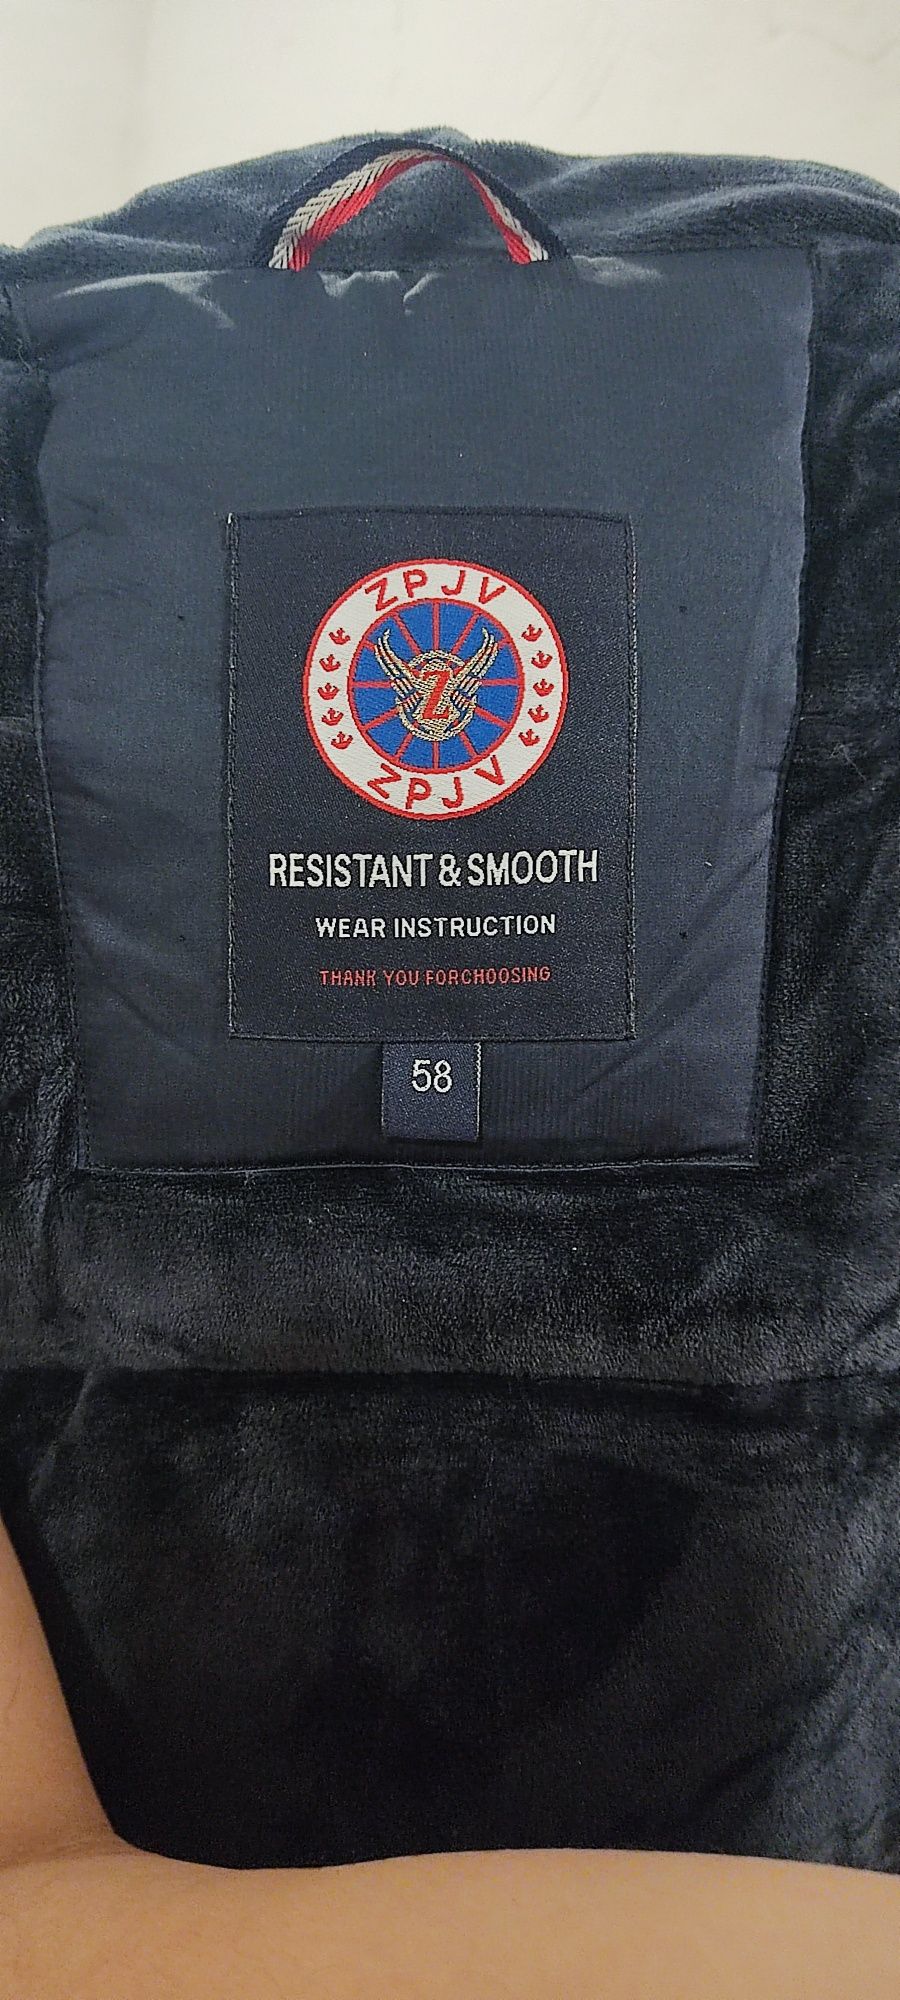 ZPJV
Z
ZPJV
RESISTANT & SMOOTH
WEAR INSTRUCTION
THANK YOU FORCHOOSING
58